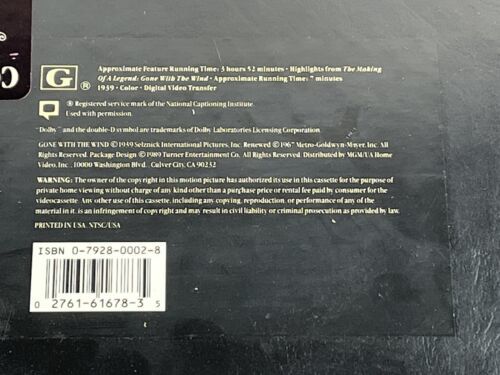 Approximate Feature Running Time: 3 hours 52 minutes • Highlights from The Making
Of A Legend: Gone With The Wind • Approximate Running Time: 7 minutes
1939 • Color • Digital Video Transfer
G ®
® Registered service mark of the National Captioning Institute.
Used with permission.
"Dolby" and the double-D symbol are trademarks of Dolby Laboratories Licensing Corporation.
GONE WITH THE WIND © 1939 Selznick International Pictures, Inc. Renewed © 1967 Metro-Goldwyn-Mayer, Inc. All
Rights Reserved. Package Design © 1989 Turner Entertainment Co. All Rights Reserved. Distributed by MGM/UA Home
Video, Inc., 10000 Washington Blvd., Culver City, CA 90232
WARNING: The owner of the copyright in this motion picture has authorized its use in this cassette for the purpose of
private home viewing without charge of any kind other than a purchase price or rental fee paid by consumer for the
videocassette. Any other use of this cassette, including any copying, reproduction, or performance of any of the
material in it, is an infringement of copyright and may result in civil liability or criminal prosecution as provided by law.
PRINTED IN USA. NTSC/USA
ISBN 0-7928-0002-8
0 27616-1678-3 5